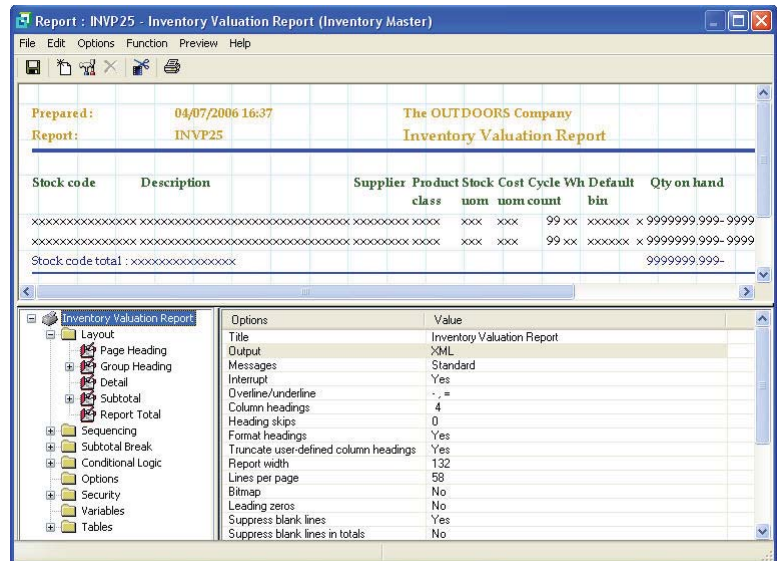 Report : INVP25 - Inventory Valuation Report (Inventory Master)
File Edit Options Function Preview Help
Prepared: 04/07/2006 16:37 The OUTDOORS Company
Report: INVP25 Inventory Valuation Report
Stock code Description Supplier Product Stock Cost Cycle Wh Default Qty on hand
class uom uom count bin
xxxxxxxxxxxxxxx xxxxxxxxxxxxxxxxxxxxxxxxxxxxxx xxxxxxxx xxxx xxx xxx 99 xx xxxxxx x 9999999.999- 9999
xxxxxxxxxxxxxxx xxxxxxxxxxxxxxxxxxxxxxxxxxxxxx xxxxxxxx xxxx xxx xxx 99 xx xxxxxx x 9999999.999- 9999
Stock code total : xxxxxxxxxxxxxxx 9999999.999-
Inventory Valuation Report
Layout
Page Heading
Group Heading
Detail
Subtotal
Report Total
Sequencing
Subtotal Break
Conditional Logic
Options
Security
Variables
Tables
Options Value
Title Inventory Valuation Report
Output XML
Messages Standard
Interrupt Yes
Overline/underline - , =
Column headings 4
Heading skips 0
Format headings Yes
Truncate user-defined column headings Yes
Report width 132
Lines per page 58
Bitmap No
Leading zeros No
Suppress blank lines Yes
Suppress blank lines in totals No